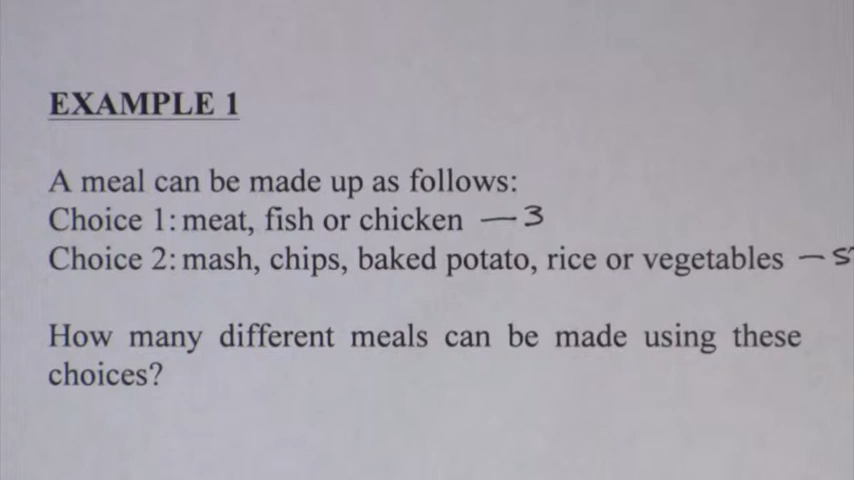 EXAMPLE 1
A meal can be made up as follows:
Choice 1: meat, fish or chicken — 3
Choice 2: mash, chips, baked potato, rice or vegetables — 5
How many different meals can be made using these
choices?